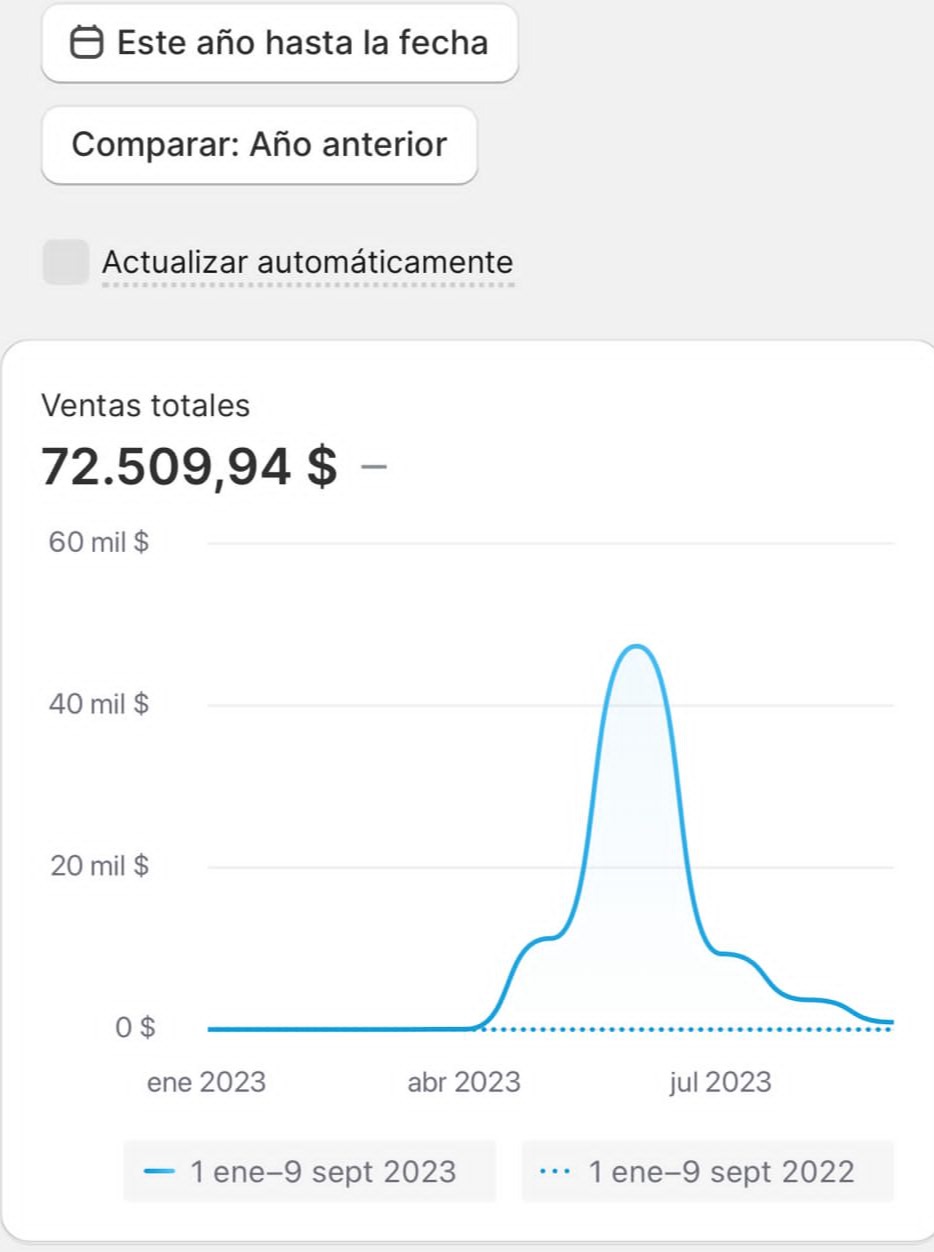 Este año hasta la fecha
Comparar: Año anterior
Actualizar automáticamente
Ventas totales
72.509,94 $ –
60 mil $
40 mil $
20 mil $
0 $
ene 2023 abr 2023 jul 2023
1 ene–9 sept 2023 1 ene–9 sept 2022